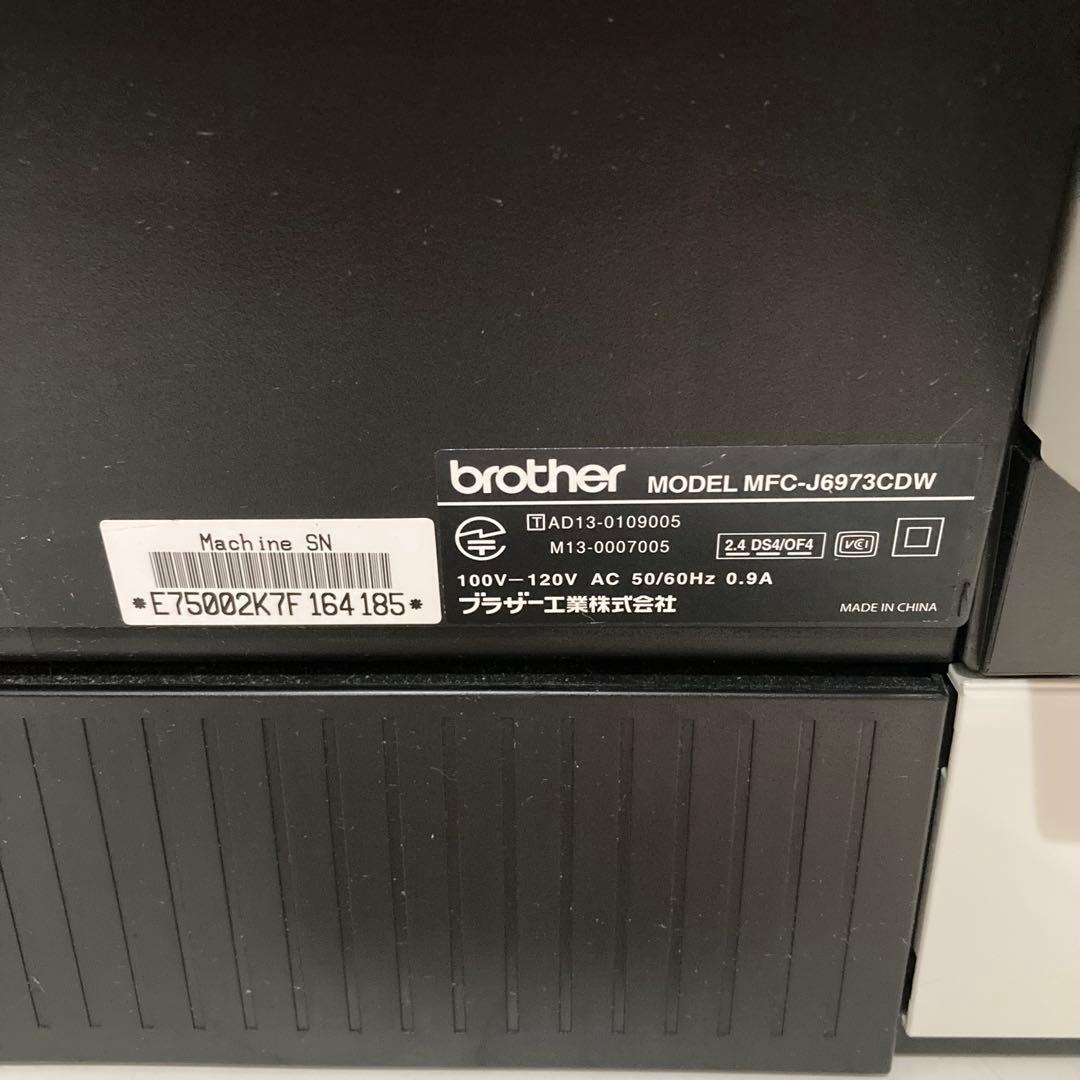 brother MODEL MFC-J6973CDW
T AD13-0109005
M13-0007005
2.4 DS4/OF4
VCI
100V－120V AC 50/60Hz 0.9A
ブラザー工業株式会社
MADE IN CHINA
Machine SN
*E75002K7F164185*